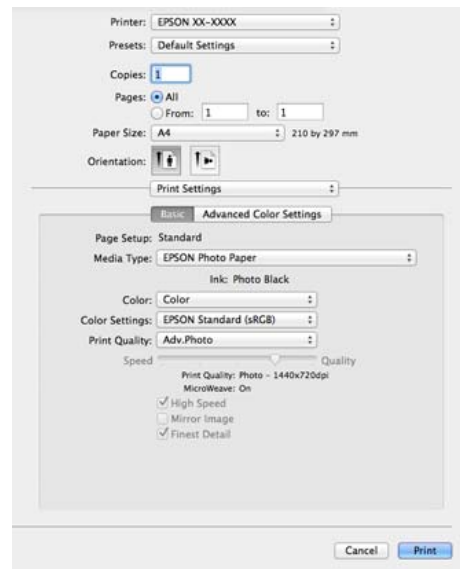 Printer: EPSON XX-XXXX
Presets: Default Settings
Copies: 1
Pages: All
From: 1 to: 1
Paper Size: A4 210 by 297 mm
Orientation:
Print Settings
Basic Advanced Color Settings
Page Setup: Standard
Media Type: EPSON Photo Paper
Ink: Photo Black
Color: Color
Color Settings: EPSON Standard (sRGB)
Print Quality: Adv.Photo
Speed Quality
Print Quality: Photo - 1440x720dpi
MicroWeave: On
High Speed
Mirror Image
Finest Detail
Cancel Print